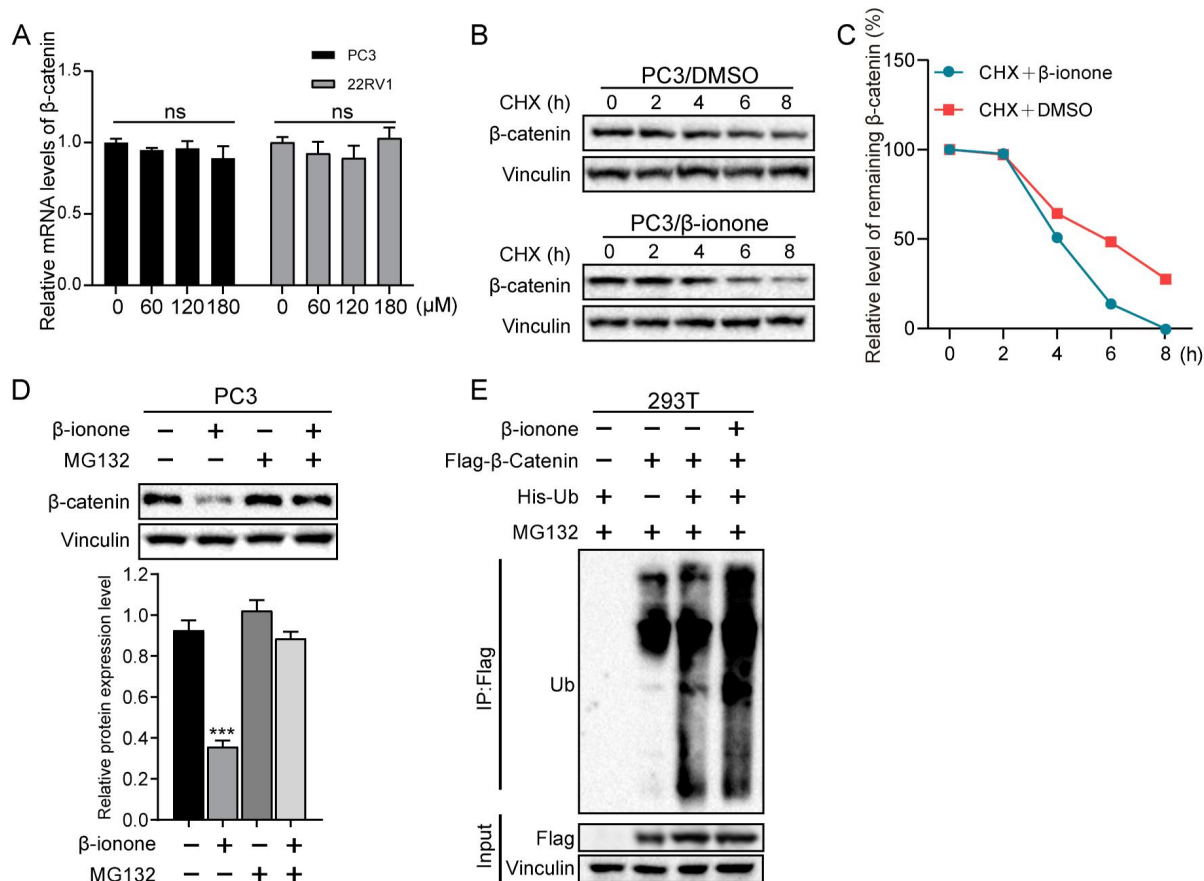 A
Relative mRNA levels of β-catenin
PC3
22RV1
1.5
1.0
0.5
0.0
ns
ns
0 60 120 180 0 60 120 180 (μM)
B
PC3/DMSO
CHX (h) 0 2 4 6 8
β-catenin
Vinculin
PC3/β-ionone
CHX (h) 0 2 4 6 8
β-catenin
Vinculin
C
Relative level of remaining β-catenin (%)
CHX+β-ionone
CHX+DMSO
150
100
50
0
0 2 4 6 8 (h)
D
PC3
β-ionone − + − +
MG132 − − + +
β-catenin
Vinculin
Relative protein expression level
1.2
1.0
0.8
0.6
0.4
0.2
0.0
***
β-ionone − + − +
MG132 − − + +
E
293T
β-ionone − − − +
Flag-β-Catenin − + + +
His-Ub + − + +
MG132 + + + +
IP:Flag
Ub
Input
Flag
Vinculin